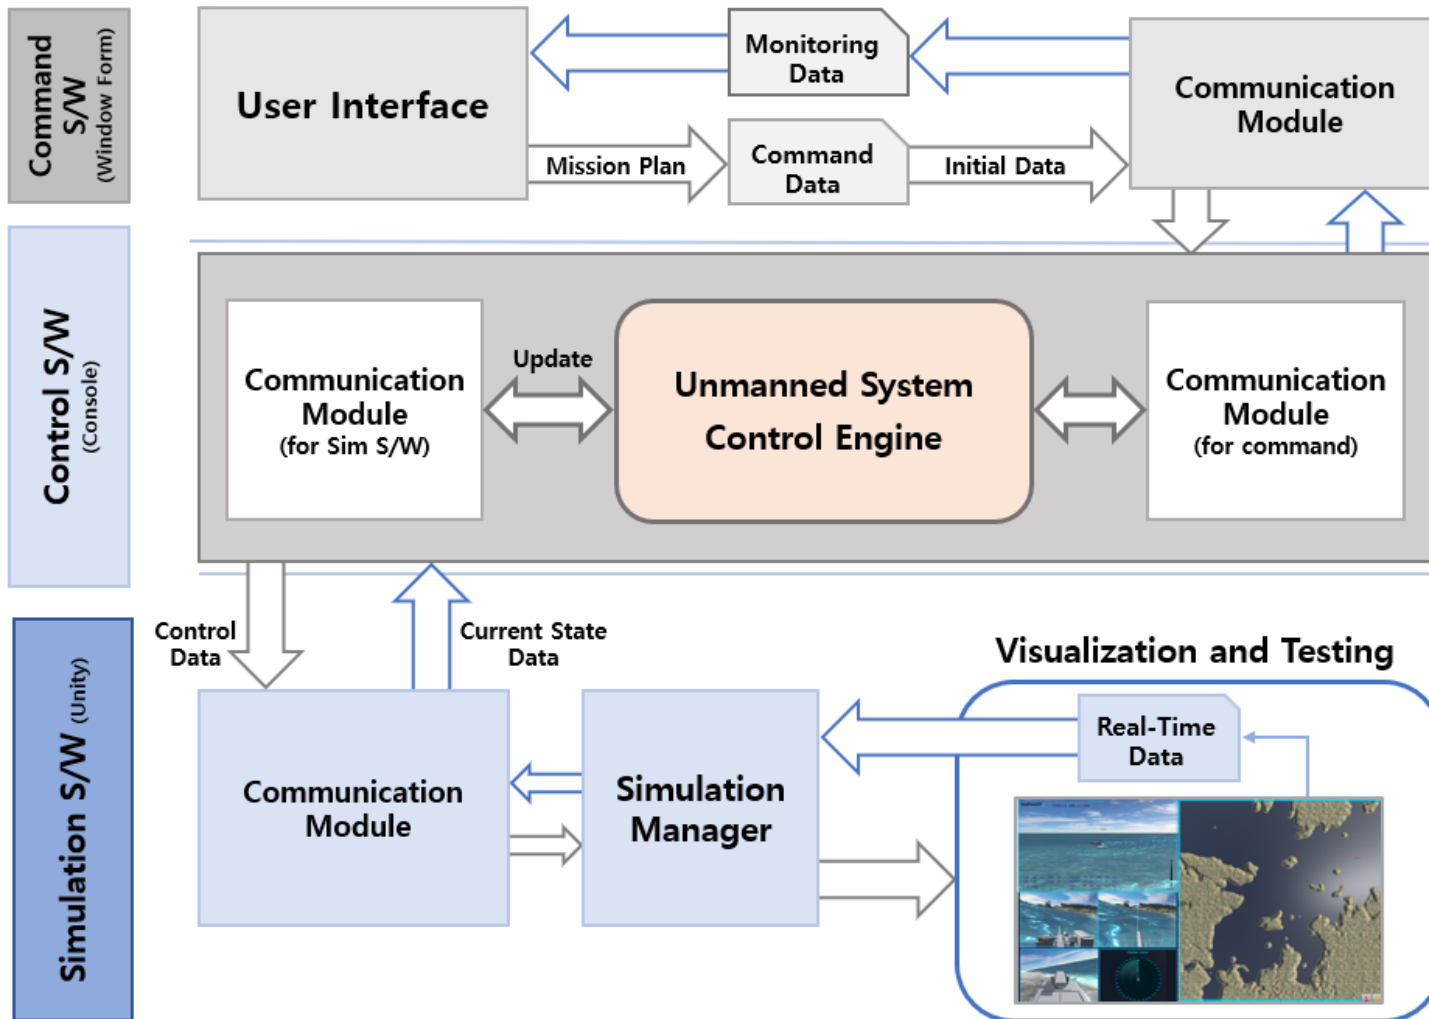 Command
S/W
(Window Form)
User Interface
Monitoring
Data
Communication
Module
Mission Plan
Command
Data
Initial Data
Control S/W
(Console)
Communication
Module
(for Sim S/W)
Update
Unmanned System
Control Engine
Communication
Module
(for command)
Control
Data
Current State
Data
Simulation S/W (Unity)
Communication
Module
Simulation
Manager
Visualization and Testing
Real-Time
Data